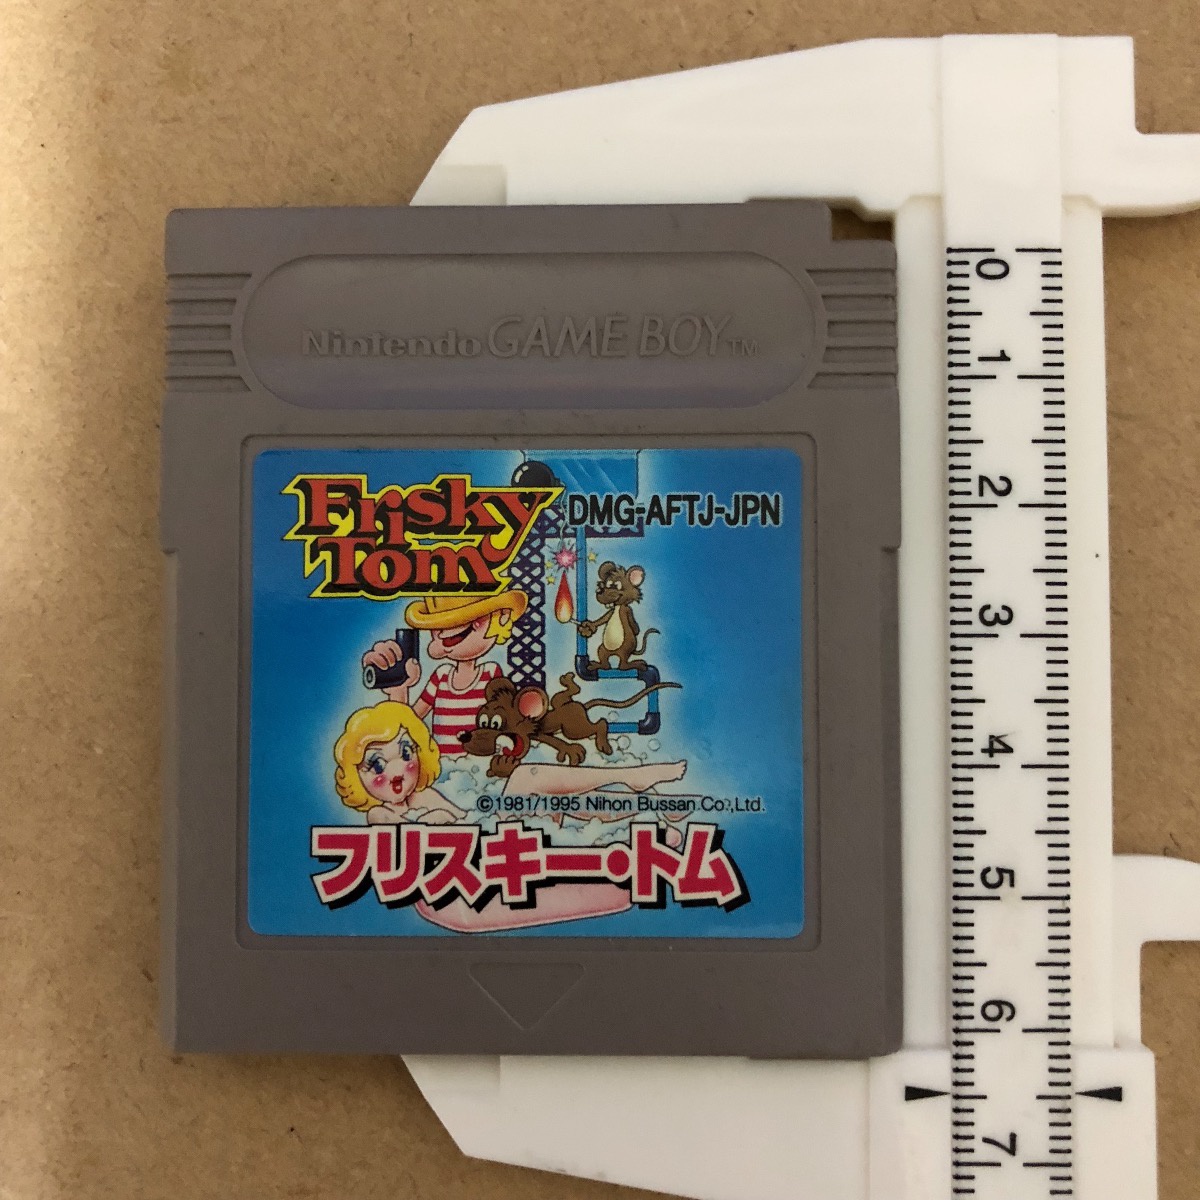 Nintendo GAME BOY™
Frisky
Tom
DMG-AFTJ-JPN
©1981/1995 Nihon Bussan Co.,Ltd.
フリスキー・トム
0
1
2
3
4
5
6
7